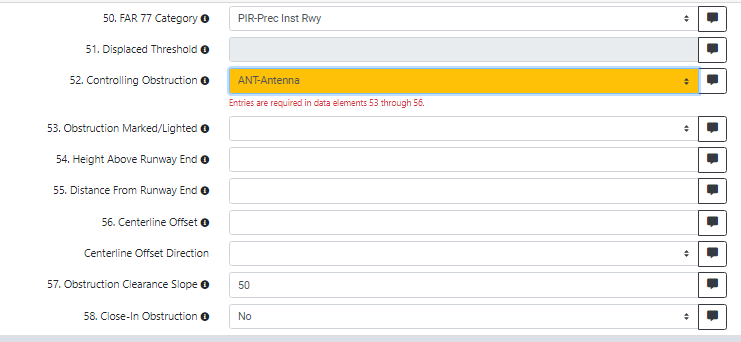 50. FAR 77 Category PIR-Prec Inst Rwy
51. Displaced Threshold
52. Controlling Obstruction ANT-Antenna
Entries are required in data elements 53 through 56.
53. Obstruction Marked/Lighted
54. Height Above Runway End
55. Distance From Runway End
56. Centerline Offset
Centerline Offset Direction
57. Obstruction Clearance Slope 50
58. Close-In Obstruction No